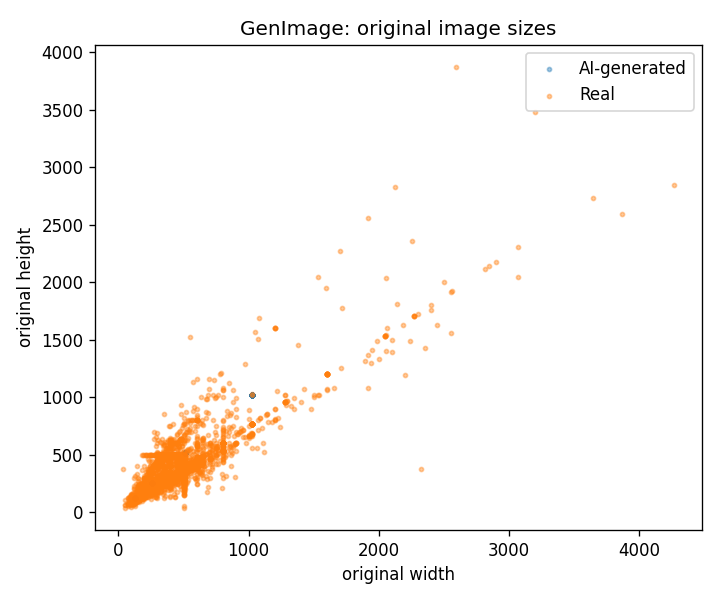 GenImage: original image sizes
AI-generated
Real
4000
3500
3000
2500
2000
1500
1000
500
0
original height
0
1000
2000
3000
4000
original width